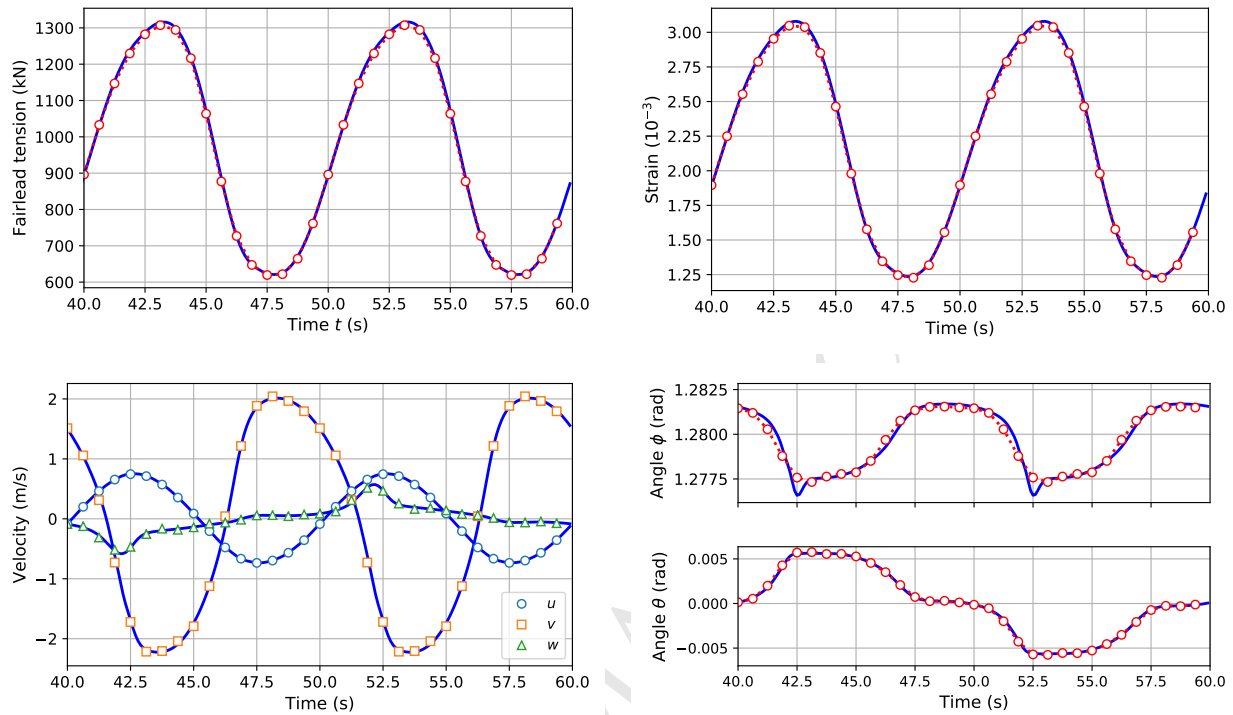 Fairlead tension (kN)
1300
1200
1100
1000
900
800
700
600
40.0 42.5 45.0 47.5 50.0 52.5 55.0 57.5 60.0
Time t (s)
Strain (10⁻³)
3.00
2.75
2.50
2.25
2.00
1.75
1.50
1.25
40.0 42.5 45.0 47.5 50.0 52.5 55.0 57.5 60.0
Time (s)
Velocity (m/s)
2
1
0
−1
−2
u
v
w
40.0 42.5 45.0 47.5 50.0 52.5 55.0 57.5 60.0
Time (s)
Angle ϕ (rad)
1.2825
1.2800
1.2775
Angle θ (rad)
0.005
0.000
−0.005
40.0 42.5 45.0 47.5 50.0 52.5 55.0 57.5 60.0
Time (s)